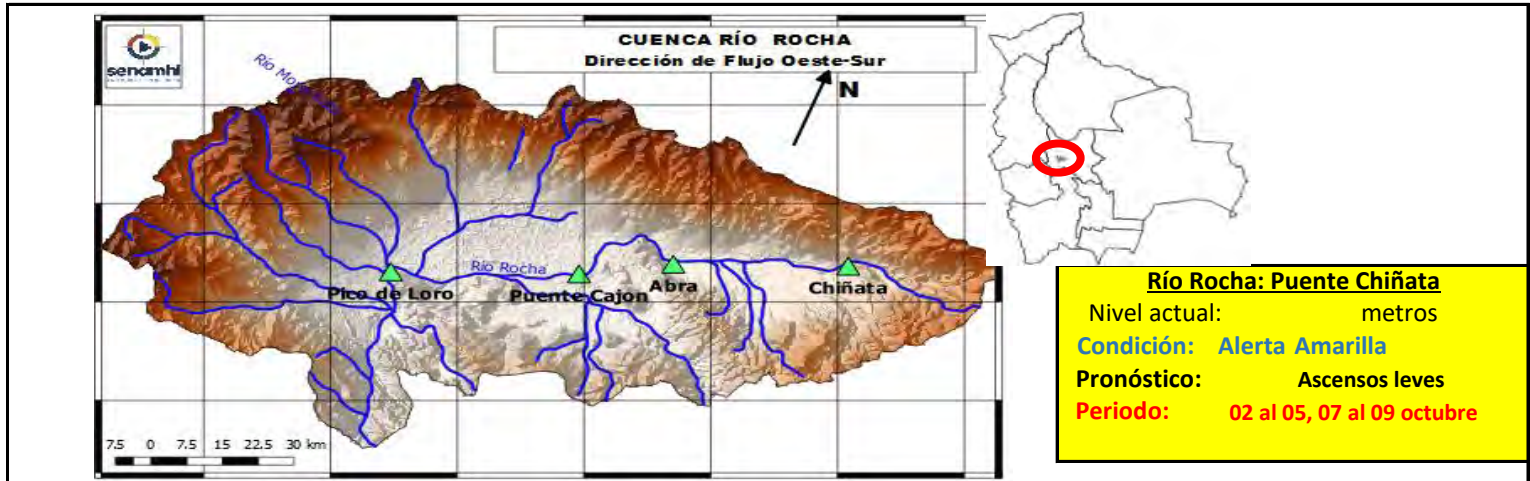 CUENCA RÍO ROCHA
Dirección de Flujo Oeste-Sur
N
senamhi
Río
Río Rocha
Pico de Loro
Puente Cajon
Abra
Chiñata
7.5 0 7.5 15 22.5 30 km
Río Rocha: Puente Chiñata
Nivel actual: metros
Condición: Alerta Amarilla
Pronóstico: Ascensos leves
Periodo: 02 al 05, 07 al 09 octubre